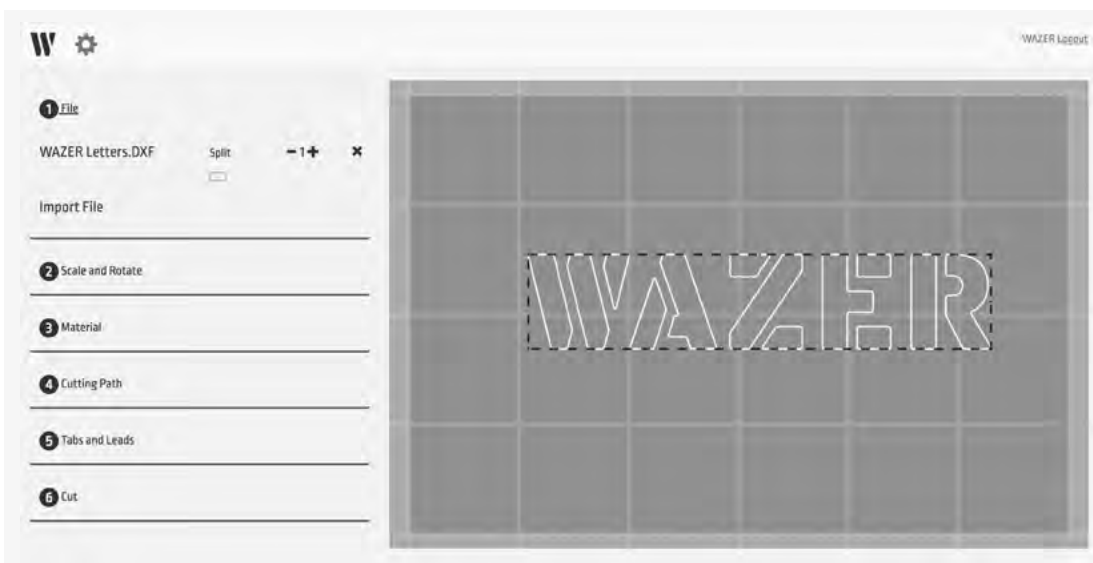 W
WAZER Logout
1 File
WAZER Letters.DXF Split - 1 + ×
Import File
2 Scale and Rotate
3 Material
4 Cutting Path
5 Tabs and Leads
6 Cut
WAZER